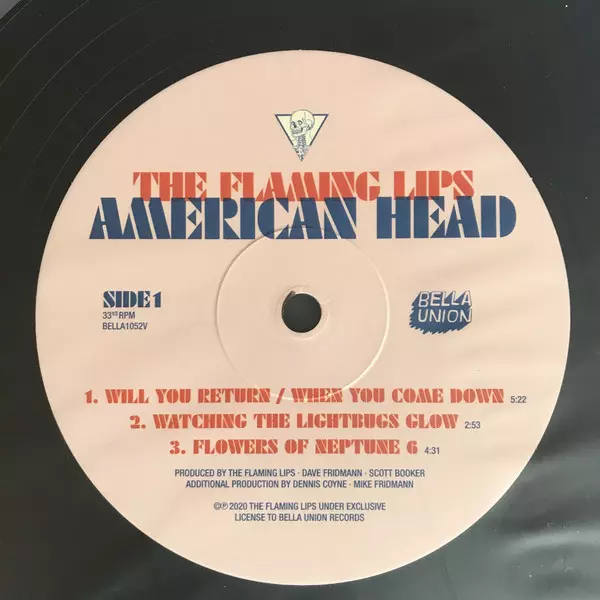 THE FLAMING LIPS
AMERICAN HEAD
SIDE 1
33RD RPM
BELLA1052V
BELLA
UNION
1. WILL YOU RETURN / WHEN YOU COME DOWN 5:22
2. WATCHING THE LIGHTBUGS GLOW 2:53
3. FLOWERS OF NEPTUNE 6 4:31
PRODUCED BY THE FLAMING LIPS · DAVE FRIDMANN · SCOTT BOOKER
ADDITIONAL PRODUCTION BY DENNIS COYNE · MIKE FRIDMANN
©℗ 2020 THE FLAMING LIPS UNDER EXCLUSIVE
LICENSE TO BELLA UNION RECORDS